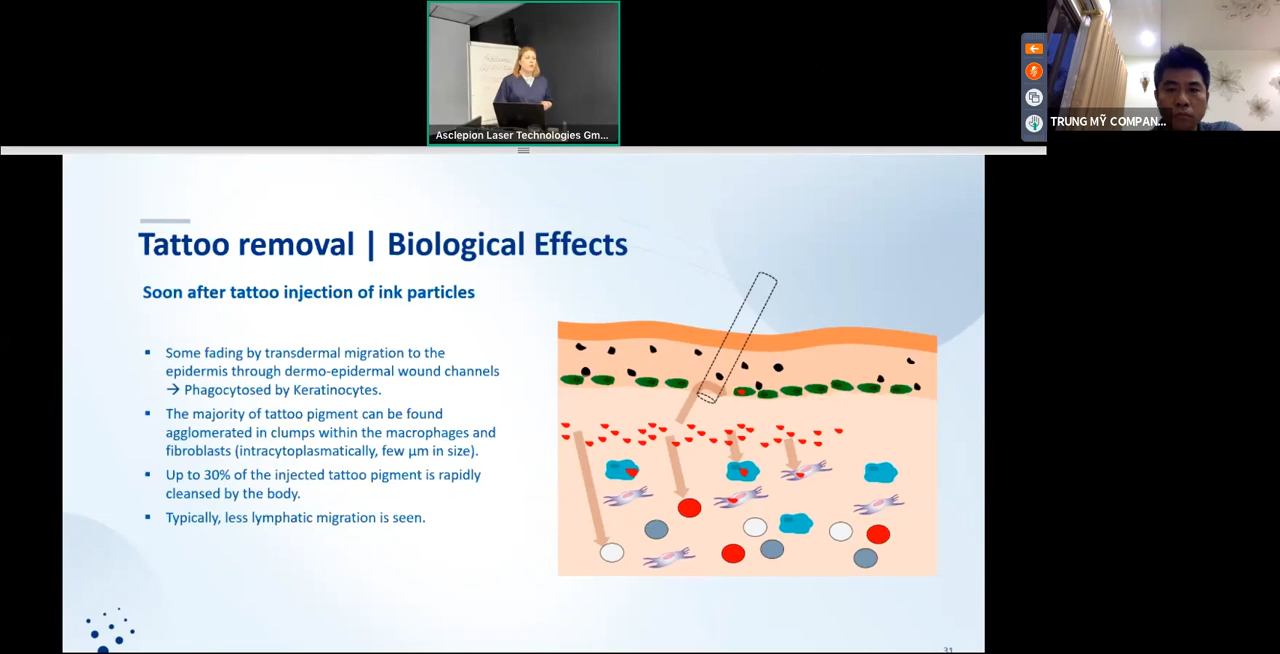 Asclepion Laser Technologies Gm...
TRUNG MỸ COMPAN...
Tattoo removal | Biological Effects
Soon after tattoo injection of ink particles
▪ Some fading by transdermal migration to the
epidermis through dermo-epidermal wound channels
→ Phagocytosed by Keratinocytes.
▪ The majority of tattoo pigment can be found
agglomerated in clumps within the macrophages and
fibroblasts (intracytoplasmatically, few µm in size).
▪ Up to 30% of the injected tattoo pigment is rapidly
cleansed by the body.
▪ Typically, less lymphatic migration is seen.
31